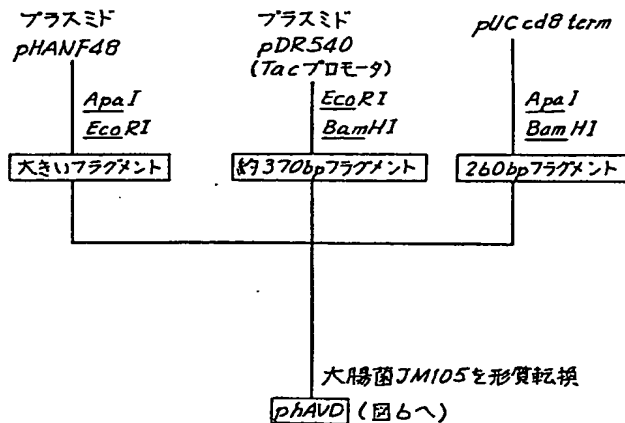 プラスミド
pHANF48
ApaI
EcoRI
大きいフラグメント
プラスミド
pDR540
(Tacプロモータ)
EcoRI
BamHI
約370bpフラグメント
pUCcd8 term
ApaI
BamHI
260bpフラグメント
大腸菌JM105を形質転換
phAVD (図6へ)